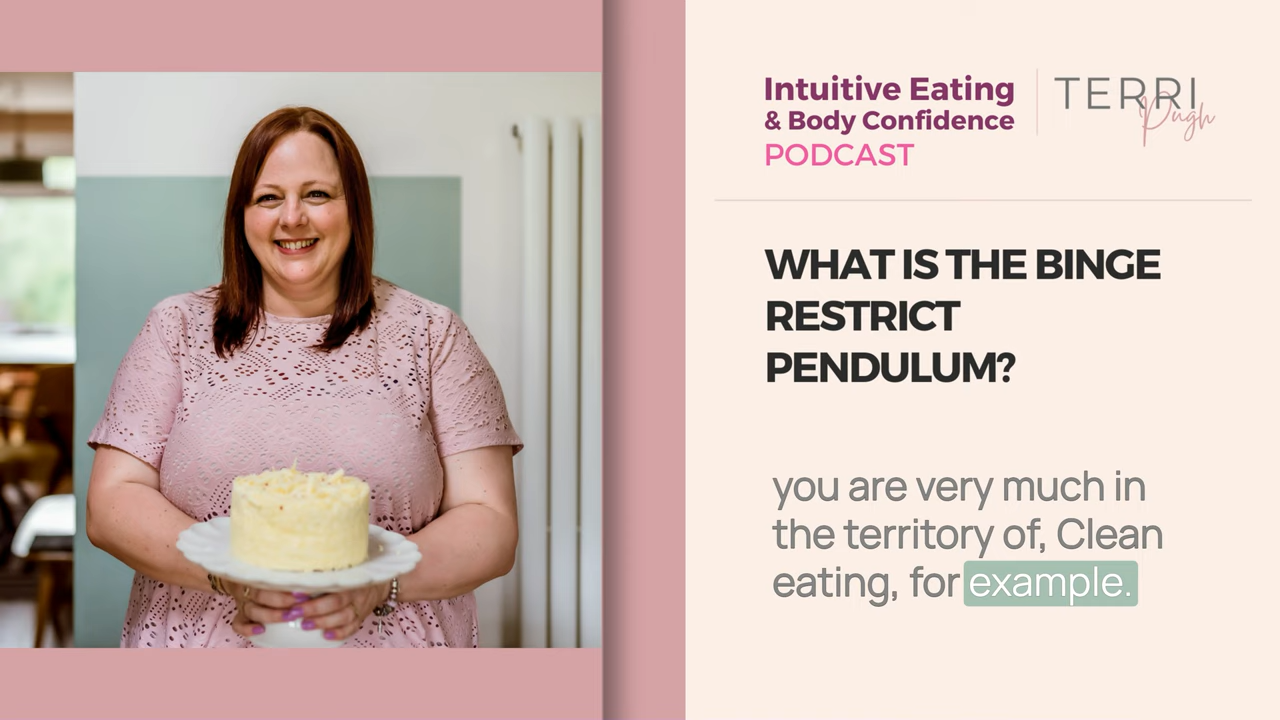 Intuitive Eating
& Body Confidence
PODCAST
TERRI
Pugh
WHAT IS THE BINGE
RESTRICT
PENDULUM?
you are very much in
the territory of, Clean
eating, for example.